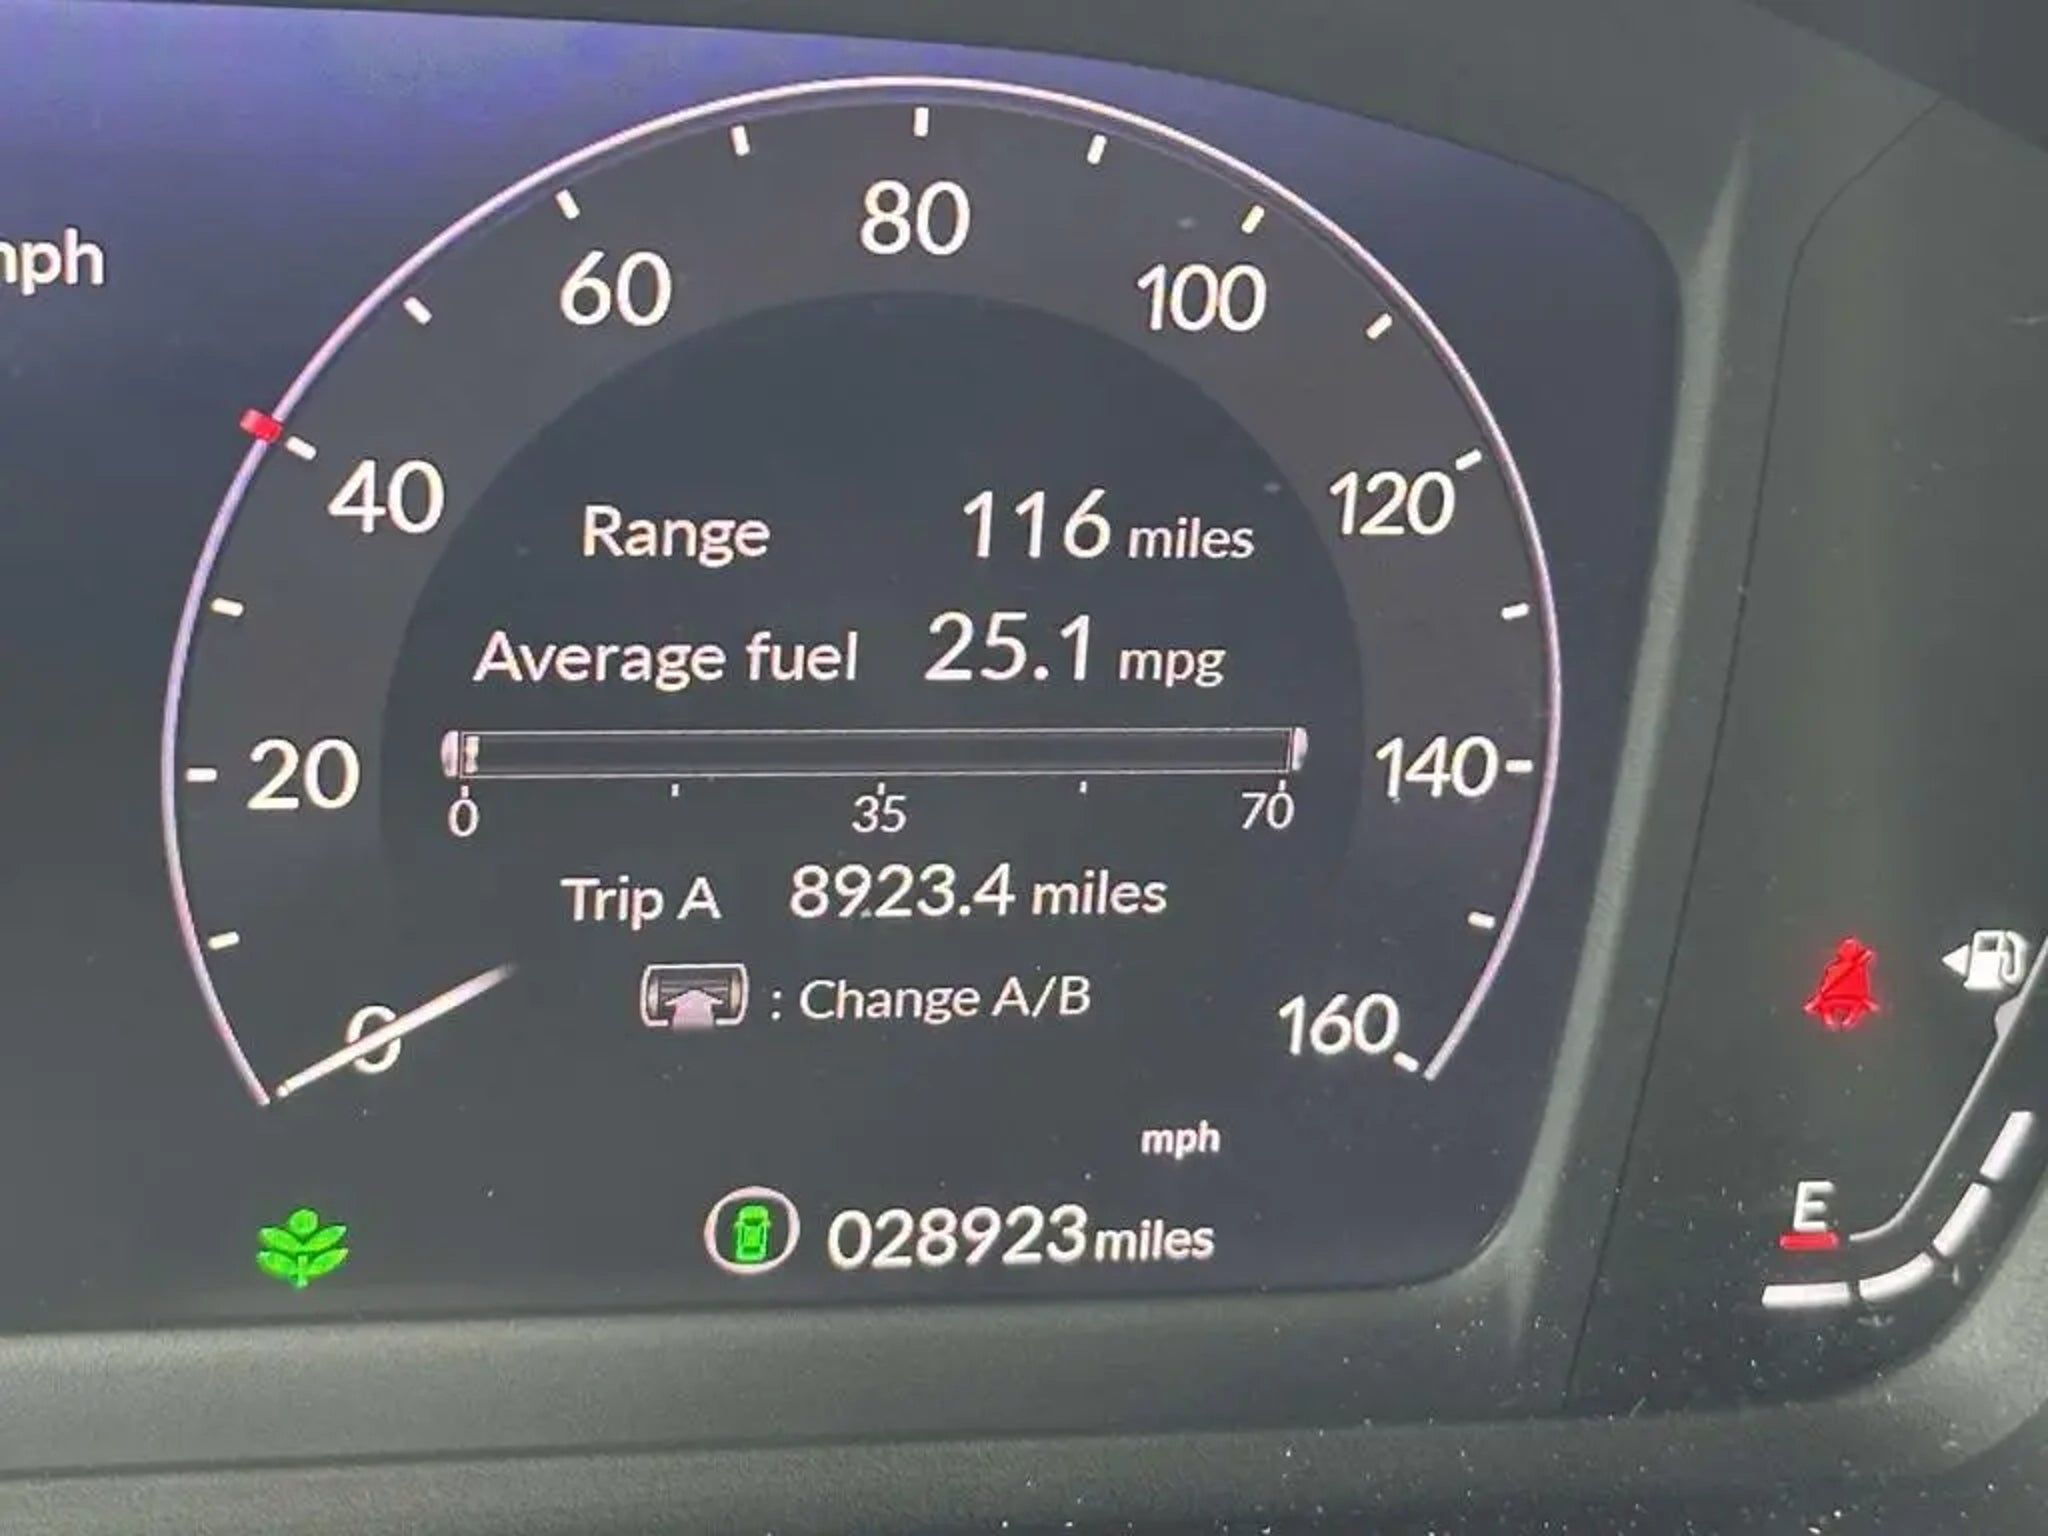 mph
80
60
100
40
120
Range 116 miles
Average fuel 25.1 mpg
20
140
0 35 70
Trip A 8923.4 miles
: Change A/B
0
160
mph
E
028923 miles